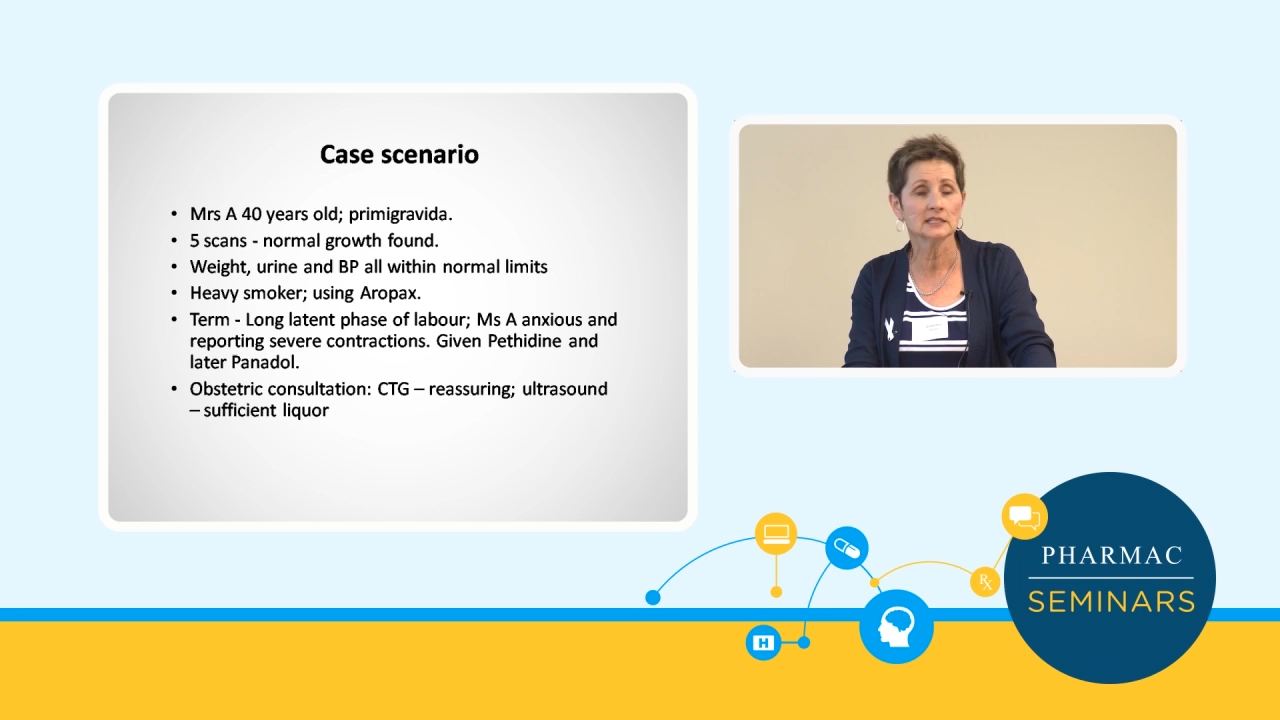 Case scenario
• Mrs A 40 years old; primigravida.
• 5 scans - normal growth found.
• Weight, urine and BP all within normal limits
• Heavy smoker; using Aropax.
• Term - Long latent phase of labour; Ms A anxious and
reporting severe contractions. Given Pethidine and
later Panadol.
• Obstetric consultation: CTG – reassuring; ultrasound
– sufficient liquor
H
Rx
PHARMAC
SEMINARS